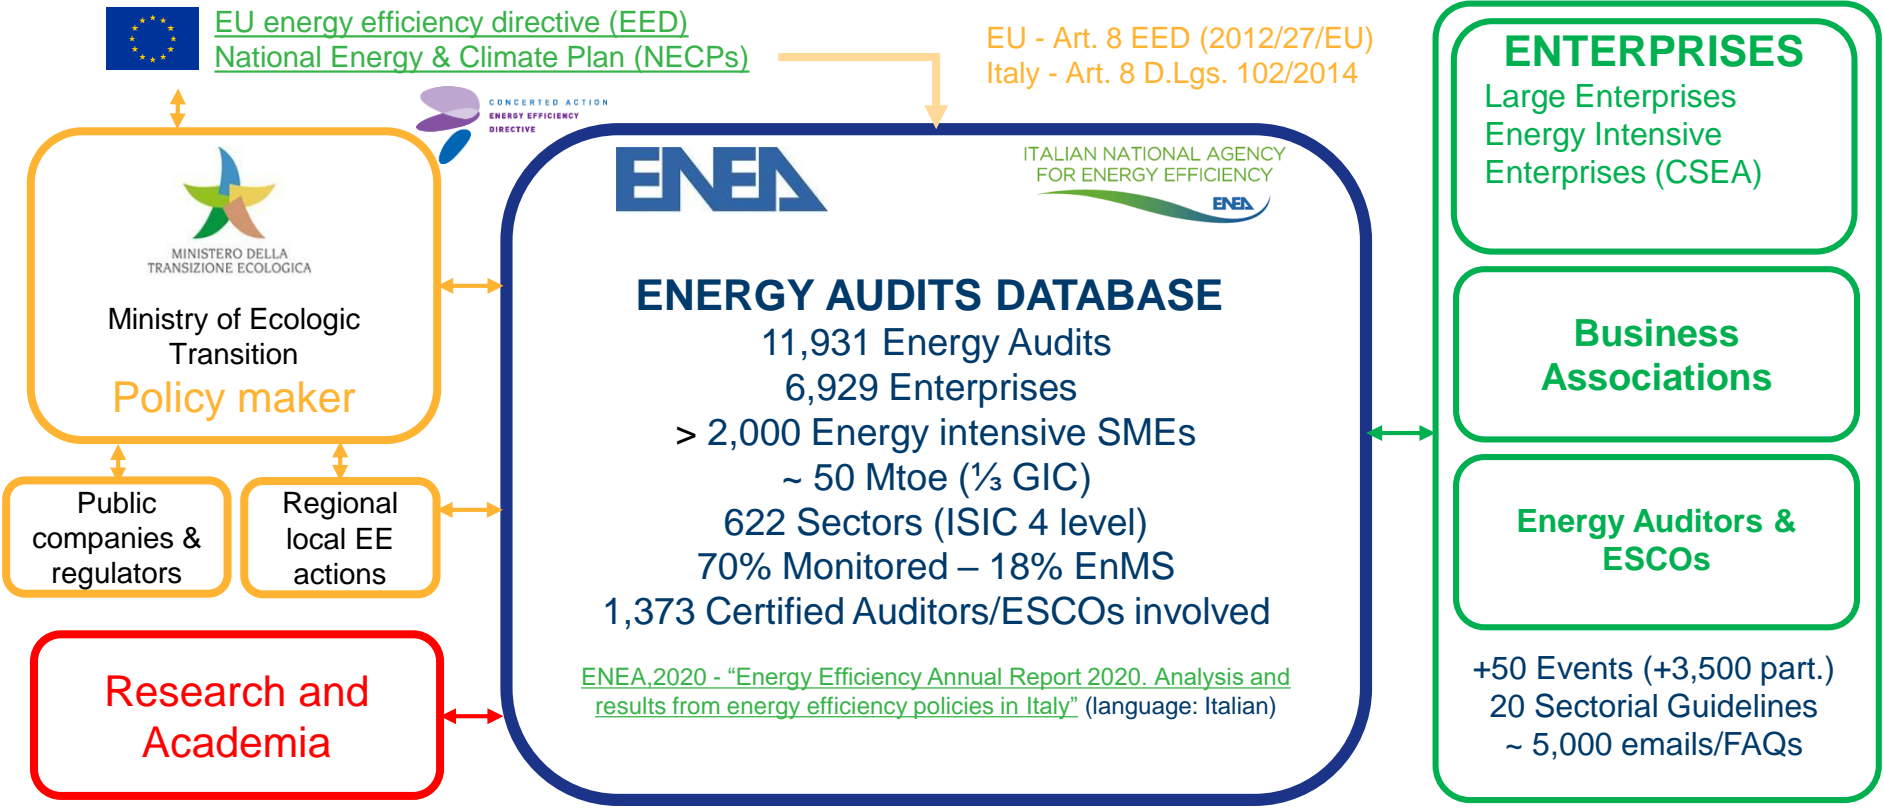 EU energy efficiency directive (EED)
National Energy & Climate Plan (NECPs)
EU - Art. 8 EED (2012/27/EU)
Italy - Art. 8 D.Lgs. 102/2014
CONCERTED ACTION
ENERGY EFFICIENCY
DIRECTIVE
MINISTERO DELLA
TRANSIZIONE ECOLOGICA
Ministry of Ecologic
Transition
Policy maker
Public
companies &
regulators
Regional
local EE
actions
Research and
Academia
ENEA
ITALIAN NATIONAL AGENCY
FOR ENERGY EFFICIENCY
ENEA
ENERGY AUDITS DATABASE
11,931 Energy Audits
6,929 Enterprises
> 2,000 Energy intensive SMEs
~ 50 Mtoe (⅓ GIC)
622 Sectors (ISIC 4 level)
70% Monitored – 18% EnMS
1,373 Certified Auditors/ESCOs involved
ENEA,2020 - “Energy Efficiency Annual Report 2020. Analysis and
results from energy efficiency policies in Italy” (language: Italian)
ENTERPRISES
Large Enterprises
Energy Intensive
Enterprises (CSEA)
Business
Associations
Energy Auditors &
ESCOs
+50 Events (+3,500 part.)
20 Sectorial Guidelines
~ 5,000 emails/FAQs